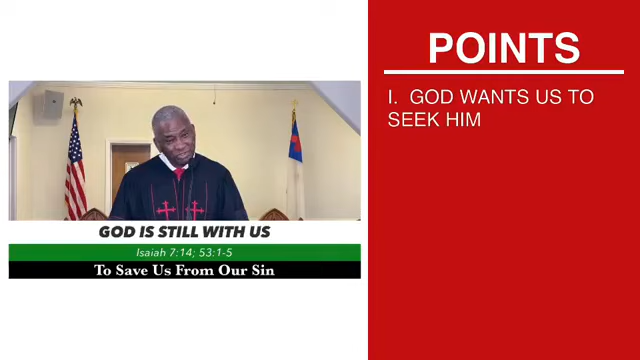 POINTS
I. GOD WANTS US TO
SEEK HIM
GOD IS STILL WITH US
Isaiah 7:14; 53:1-5
To Save Us From Our Sin